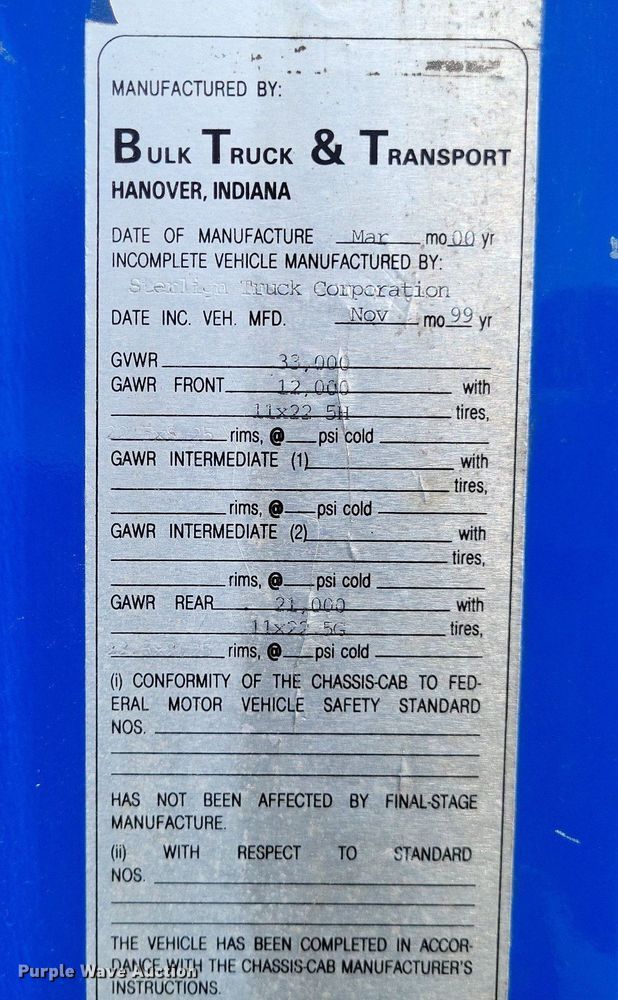 MANUFACTURED BY:
BULK TRUCK & TRANSPORT
HANOVER, INDIANA
DATE OF MANUFACTURE Mar mo 00 yr
INCOMPLETE VEHICLE MANUFACTURED BY:
Truck Corporation
DATE INC. VEH. MFD. Nov mo 99 yr
GVWR 33,000
GAWR FRONT 12,000 with
11x22 5H tires,
rims, @ psi cold
GAWR INTERMEDIATE (1) with
tires,
rims, @ psi cold
GAWR INTERMEDIATE (2) with
tires,
rims, @ psi cold
GAWR REAR 21,000 with
11x22 5G tires,
rims, @ psi cold
(i) CONFORMITY OF THE CHASSIS-CAB TO FED-
ERAL MOTOR VEHICLE SAFETY STANDARD
NOS.
HAS NOT BEEN AFFECTED BY FINAL-STAGE
MANUFACTURE.
(ii) WITH RESPECT TO STANDARD
NOS.
THE VEHICLE HAS BEEN COMPLETED IN ACCOR-
DANCE WITH THE CHASSIS-CAB MANUFACTURER'S
INSTRUCTIONS.
Purple Wave Auction